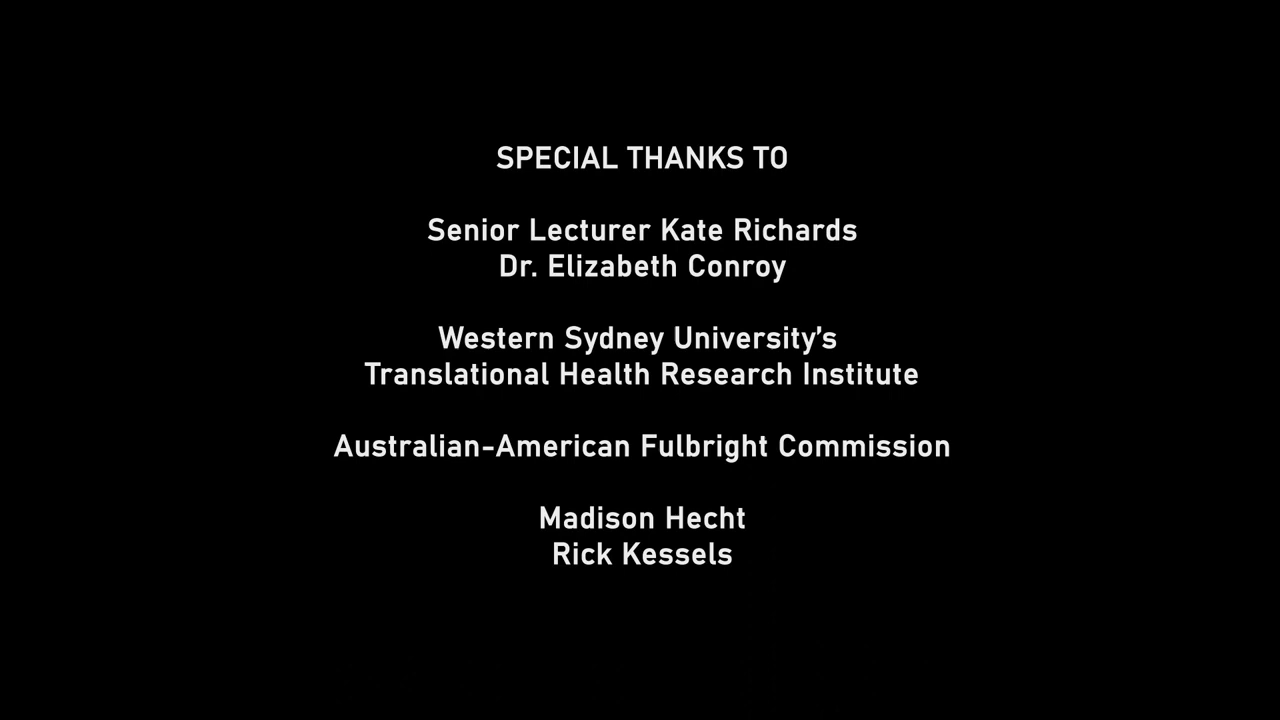 SPECIAL THANKS TO
Senior Lecturer Kate Richards
Dr. Elizabeth Conroy
Western Sydney University’s
Translational Health Research Institute
Australian-American Fulbright Commission
Madison Hecht
Rick Kessels